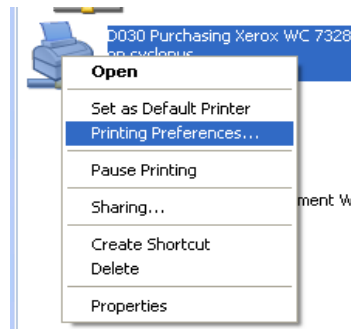 D030 Purchasing Xerox WC 7328
on cyclopus
Open
Set as Default Printer
Printing Preferences...
Pause Printing
Sharing...
ment W
Create Shortcut
Delete
Properties